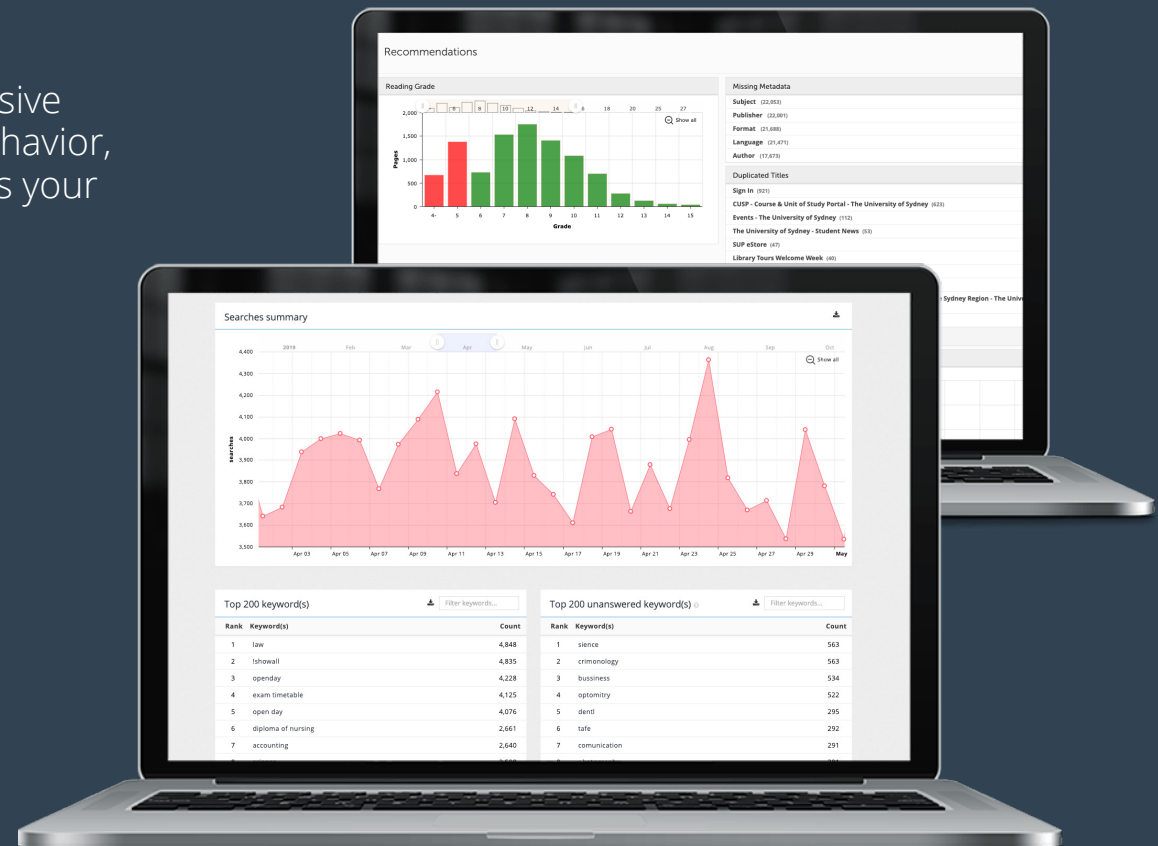 sive
havior,
s your
Recommendations
Reading Grade
6 8 10 12 14 16 18 20 25 27
Show all
2,000
1,500
1,000
500
0
Pages
4- 5 6 7 8 9 10 11 12 13 14 15
Grade
Missing Metadata
Subject (22,053)
Publisher (22,001)
Format (21,688)
Language (21,471)
Author (17,673)
Duplicated Titles
Sign In (921)
CUSP - Course & Unit of Study Portal - The University of Sydney (623)
Events - The University of Sydney (112)
The University of Sydney - Student News (53)
SUP eStore (47)
Library Tours Welcome Week (40)
Sydney Region - The Unive
Searches summary
2019 Feb Mar Apr May Jun Jul Aug Sep Oct
Show all
4,400
4,300
4,200
4,100
4,000
3,900
3,800
3,700
3,600
3,500
searches
Apr 03 Apr 05 Apr 07 Apr 09 Apr 11 Apr 13 Apr 15 Apr 17 Apr 19 Apr 21 Apr 23 Apr 25 Apr 27 Apr 29 May
Top 200 keyword(s) Filter keywords...
Rank Keyword(s) Count
1 law 4,848
2 !showall 4,835
3 openday 4,228
4 exam timetable 4,125
5 open day 4,076
6 diploma of nursing 2,661
7 accounting 2,640
Top 200 unanswered keyword(s) Filter keywords...
Rank Keyword(s) Count
1 sience 563
2 crimonology 563
3 bussiness 534
4 optomitry 522
5 dentl 295
6 tafe 292
7 comunication 291